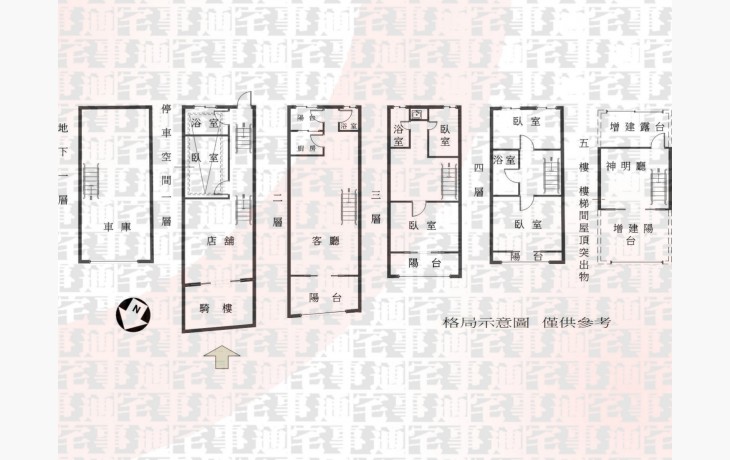 地下一層
車庫
停車空間一層
浴室
臥室
店舖
騎樓
二層
陽台
浴室
廚房
客廳
陽台
三層
浴室
臥室
臥室
陽台
四層
臥室
浴室
臥室
陽台
五樓樓梯間屋頂突出物
增建露台
神明廳
增建陽台
N
格局示意圖 僅供參考